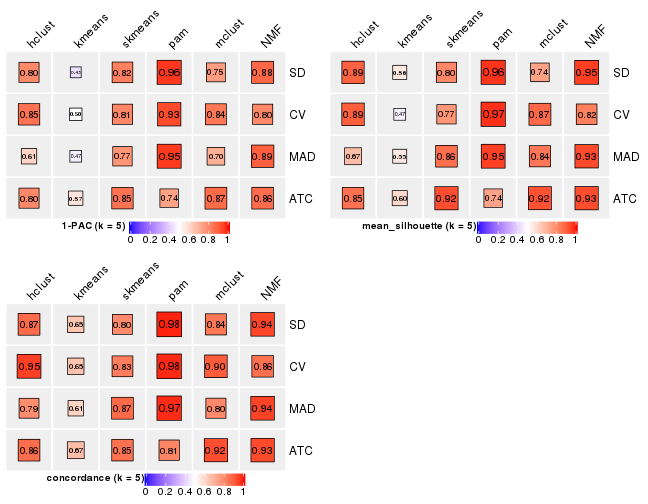 hclust kmeans skmeans pam mclust NMF
0.80 0.45 0.82 0.96 0.75 0.88 SD
0.85 0.50 0.81 0.93 0.84 0.80 CV
0.61 0.47 0.77 0.95 0.70 0.89 MAD
0.80 0.57 0.85 0.74 0.87 0.86 ATC
1-PAC (k = 5)
0 0.2 0.4 0.6 0.8 1
hclust kmeans skmeans pam mclust NMF
0.89 0.56 0.80 0.96 0.74 0.95 SD
0.89 0.47 0.77 0.97 0.87 0.82 CV
0.67 0.55 0.86 0.95 0.84 0.93 MAD
0.85 0.60 0.92 0.74 0.92 0.93 ATC
mean_silhouette (k = 5)
0 0.2 0.4 0.6 0.8 1
hclust kmeans skmeans pam mclust NMF
0.87 0.65 0.80 0.98 0.84 0.94 SD
0.95 0.65 0.83 0.98 0.90 0.86 CV
0.79 0.61 0.87 0.97 0.80 0.94 MAD
0.86 0.67 0.85 0.81 0.92 0.93 ATC
concordance (k = 5)
0 0.2 0.4 0.6 0.8 1